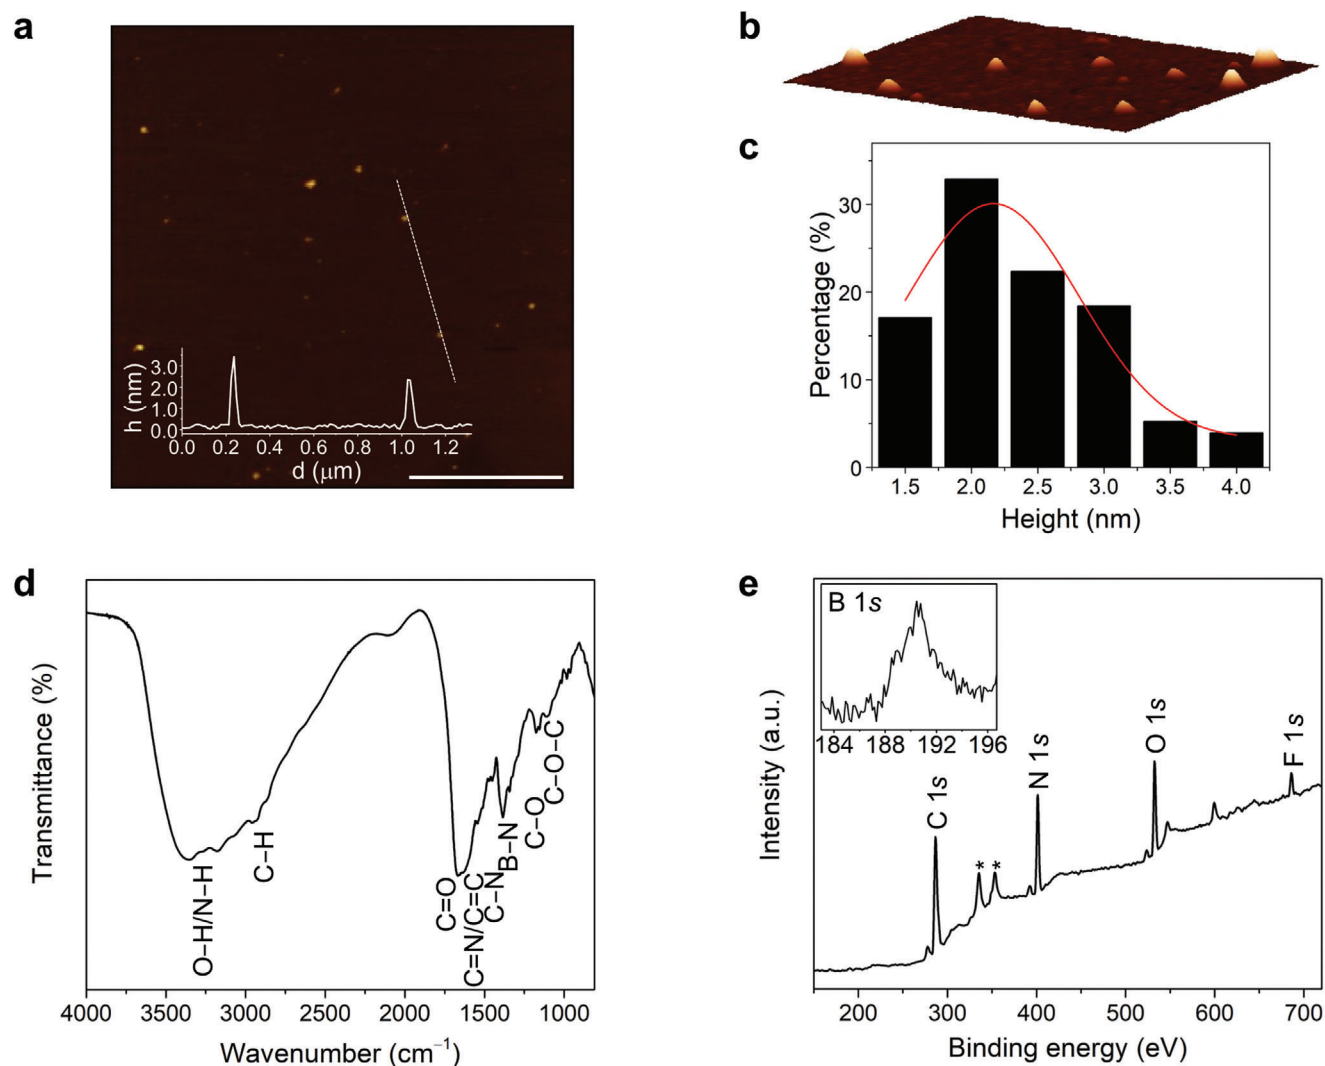 a
h (nm)
3.0
2.0
1.0
0.0
0.0 0.2 0.4 0.6 0.8 1.0 1.2
d (μm)
b
c
Percentage (%)
30
20
10
0
1.5 2.0 2.5 3.0 3.5 4.0
Height (nm)
d
Transmittance (%)
O–H/N–H
C–H
C=O
C=N/C=C
C–N
B–N
C–O
C–O–C
4000 3500 3000 2500 2000 1500 1000
Wavenumber (cm⁻¹)
e
Intensity (a.u.)
B 1s
184 188 192 196
C 1s
* *
N 1s
O 1s
F 1s
200 300 400 500 600 700
Binding energy (eV)